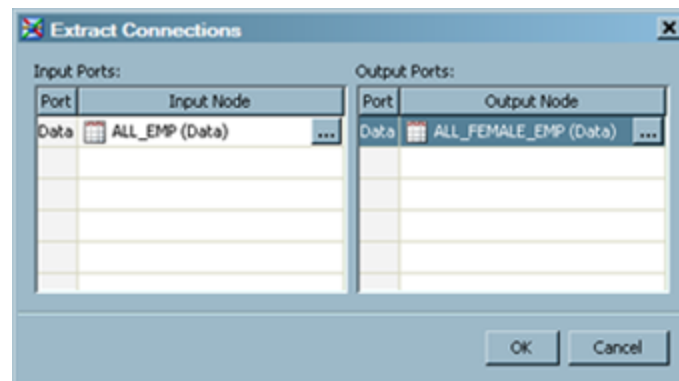 Extract Connections
Input Ports: Output Ports:
Port Input Node Port Output Node
Data ALL_EMP (Data) ... Data ALL_FEMALE_EMP (Data) ...
OK Cancel